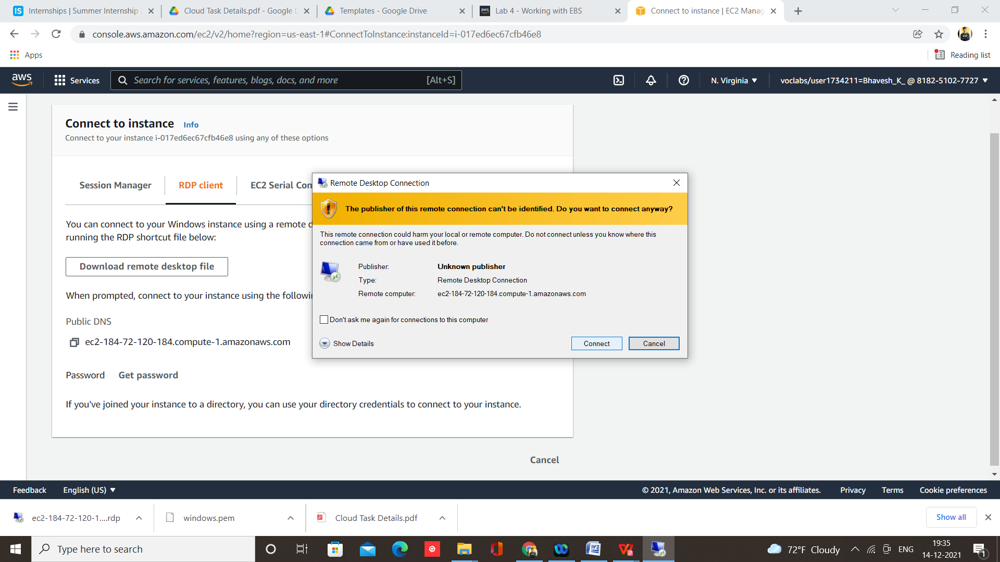 Internships | Summer Internship 2
Cloud Task Details.pdf - Google D
Templates - Google Drive
Lab 4 - Working with EBS
Connect to instance | EC2 Manag
console.aws.amazon.com/ec2/v2/home?region=us-east-1#ConnectToInstance:instanceId=i-017ed6ec67cfb46e8
Apps
Reading list
aws
Services
Search for services, features, blogs, docs, and more
[Alt+S]
N. Virginia
voclabs/user1734211=Bhavesh_K_ @ 8182-5102-7727
Connect to instance Info
Connect to your instance i-017ed6ec67cfb46e8 using any of these options
Session Manager
RDP client
EC2 Serial Con
You can connect to your Windows instance using a remote d
running the RDP shortcut file below:
Download remote desktop file
When prompted, connect to your instance using the followi
Public DNS
ec2-184-72-120-184.compute-1.amazonaws.com
Password Get password
If you've joined your instance to a directory, you can use your directory credentials to connect to your instance.
Cancel
Remote Desktop Connection
The publisher of this remote connection can't be identified. Do you want to connect anyway?
This remote connection could harm your local or remote computer. Do not connect unless you know where this
connection came from or have used it before.
Publisher: Unknown publisher
Type: Remote Desktop Connection
Remote computer: ec2-184-72-120-184.compute-1.amazonaws.com
Don't ask me again for connections to this computer
Show Details
Connect
Cancel
Feedback
English (US)
© 2021, Amazon Web Services, Inc. or its affiliates.
Privacy
Terms
Cookie preferences
ec2-184-72-120-1....rdp
windows.pem
Cloud Task Details.pdf
Show all
Type here to search
72°F Cloudy
ENG
19:35
14-12-2021
1